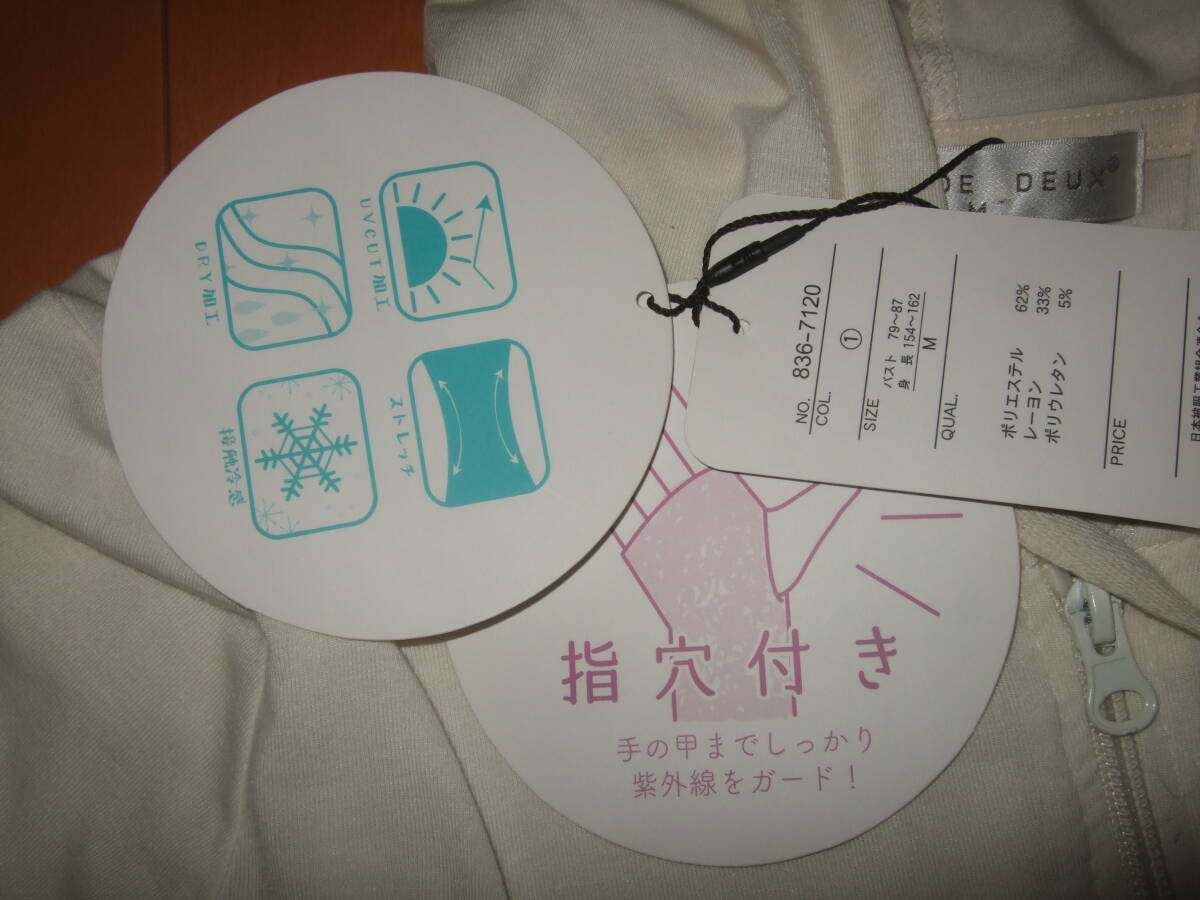 DRY加工
UVCUT加工
接触冷感
ストレッチ
DE DEUX®
M
NO. 836-7120
COL. ①
SIZE バスト 79〜87
身 長 154〜162
M
QUAL.
ポリエステル 62%
レーヨン 33%
ポリウレタン 5%
PRICE
指穴付き
手の甲までしっかり
紫外線をガード!